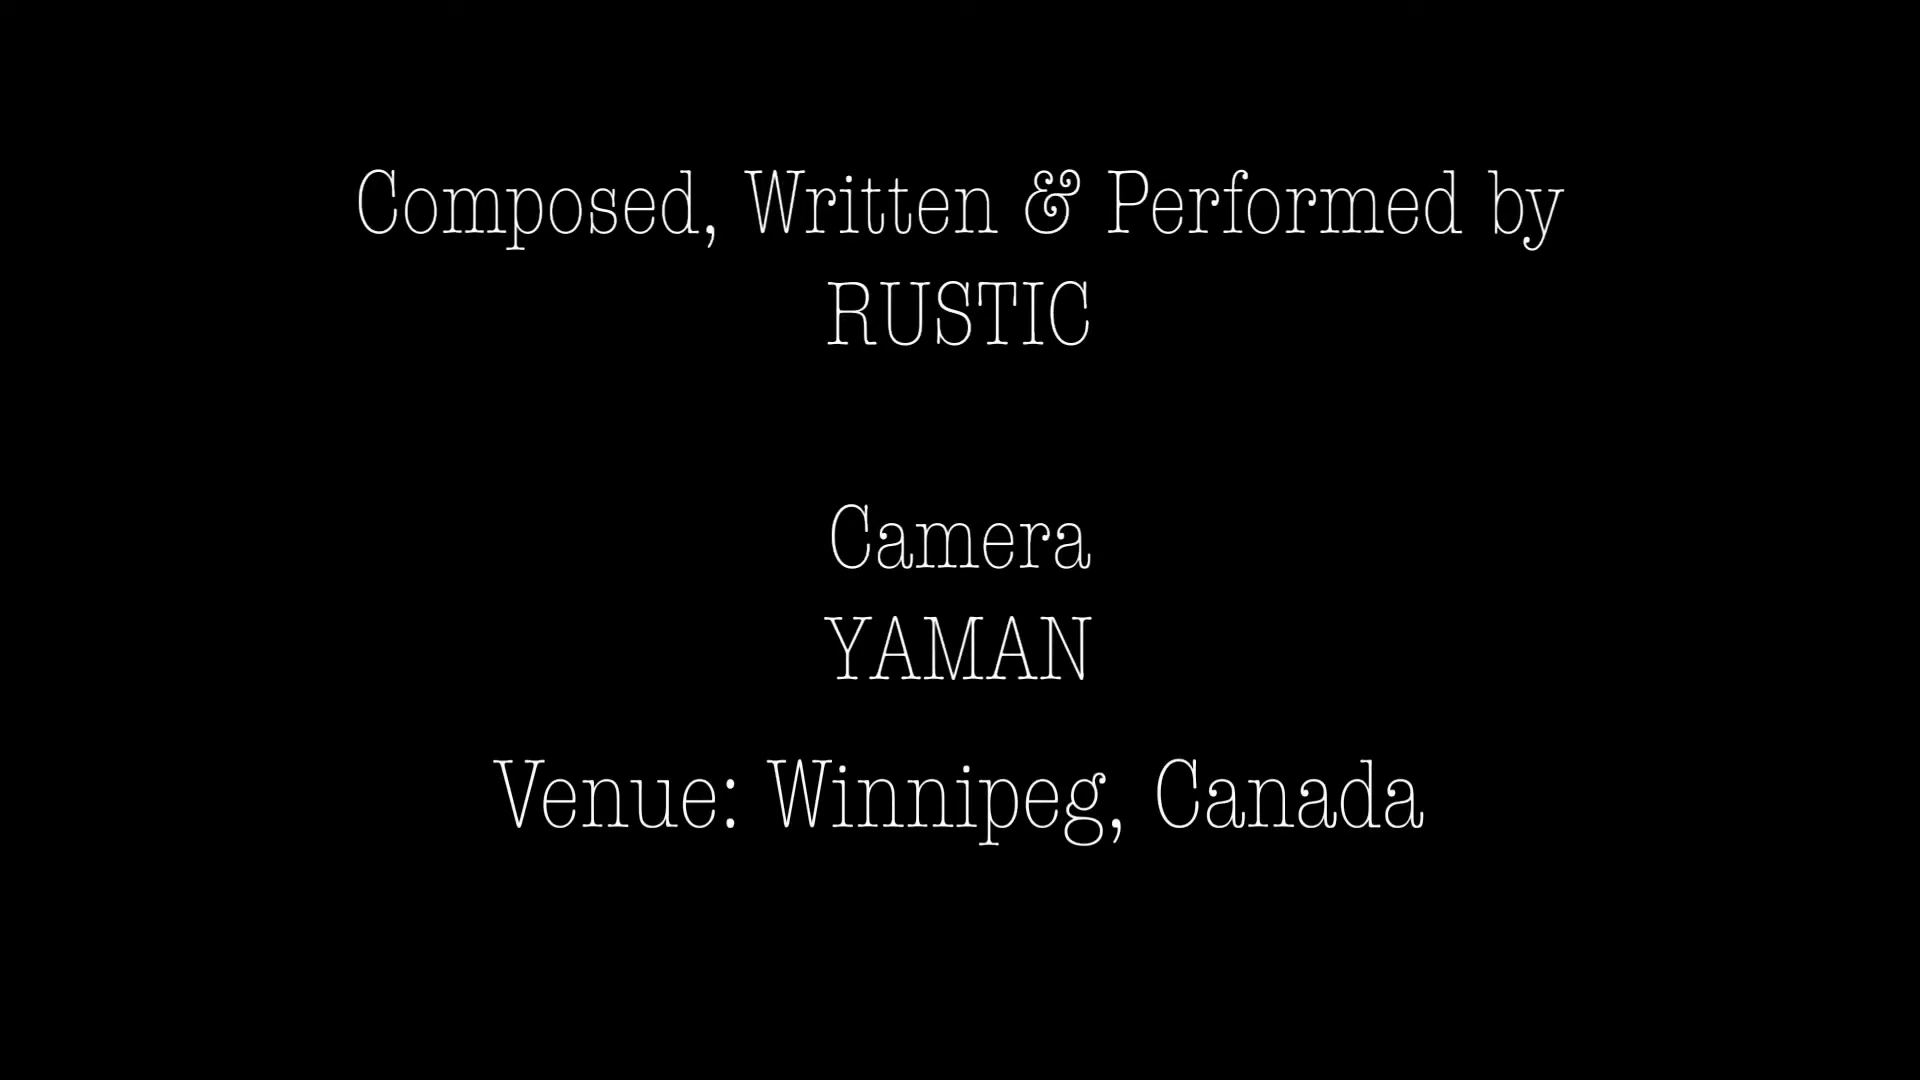 Composed, Written & Performed by
RUSTIC
Camera
YAMAN
Venue: Winnipeg, Canada